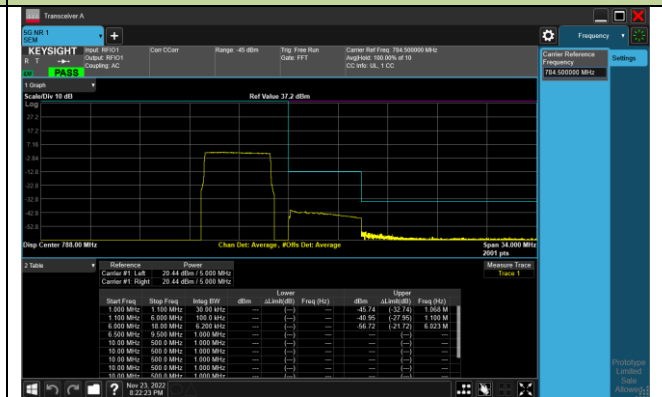 Transceiver A
5G NR 1
SEM
+
Frequency
KEYSIGHT
R T
PASS
Input: RFIO1
Output: RFIO1
Coupling: AC
Corr CCorr
Range: -45 dBm
Trig: Free Run
Gate: FFT
Carrier Ref Freq: 784.500000 MHz
Avg|Hold: 100.00% of 10
CC Info: UL, 1 CC
Carrier Reference
Frequency
784.500000 MHz
Settings
1 Graph
Scale/Div 10 dB
Ref Value 37.2 dBm
Log
27.2
17.2
7.16
-2.84
-12.8
-22.8
-32.8
-42.8
-52.8
Disp Center 788.00 MHz
Chan Det: Average, #Offs Det: Average
Span 34.000 MHz
2001 pts
2 Table
Measure Trace
Trace 1
Reference Power
Carrier #1: Left 20.44 dBm / 5.000 MHz
Carrier #1: Right 20.44 dBm / 5.000 MHz
Lower Upper
Start Freq Stop Freq Integ BW dBm ΔLimit(dB) Freq (Hz) dBm ΔLimit(dB) Freq (Hz)
1.000 MHz 1.100 MHz 30.00 kHz --- (---) --- -45.74 (-32.74) 1.068 M
1.100 MHz 6.000 MHz 100.0 kHz --- (---) --- -40.95 (-27.95) 1.100 M
6.000 MHz 18.00 MHz 6.200 kHz --- (---) --- -56.72 (-21.72) 6.023 M
6.500 MHz 9.500 MHz 1.000 MHz --- (---) --- --- (---) ---
10.00 MHz 500.0 MHz 1.000 MHz --- (---) --- --- (---) ---
10.00 MHz 500.0 MHz 1.000 MHz --- (---) --- --- (---) ---
10.00 MHz 500.0 MHz 1.000 MHz --- (---) --- --- (---) ---
10.00 MHz 500.0 MHz 1.000 MHz --- (---) --- --- (---) ---
?
Nov 23, 2022
8:22:23 PM
Prototype
Limited
Sale
Allowed